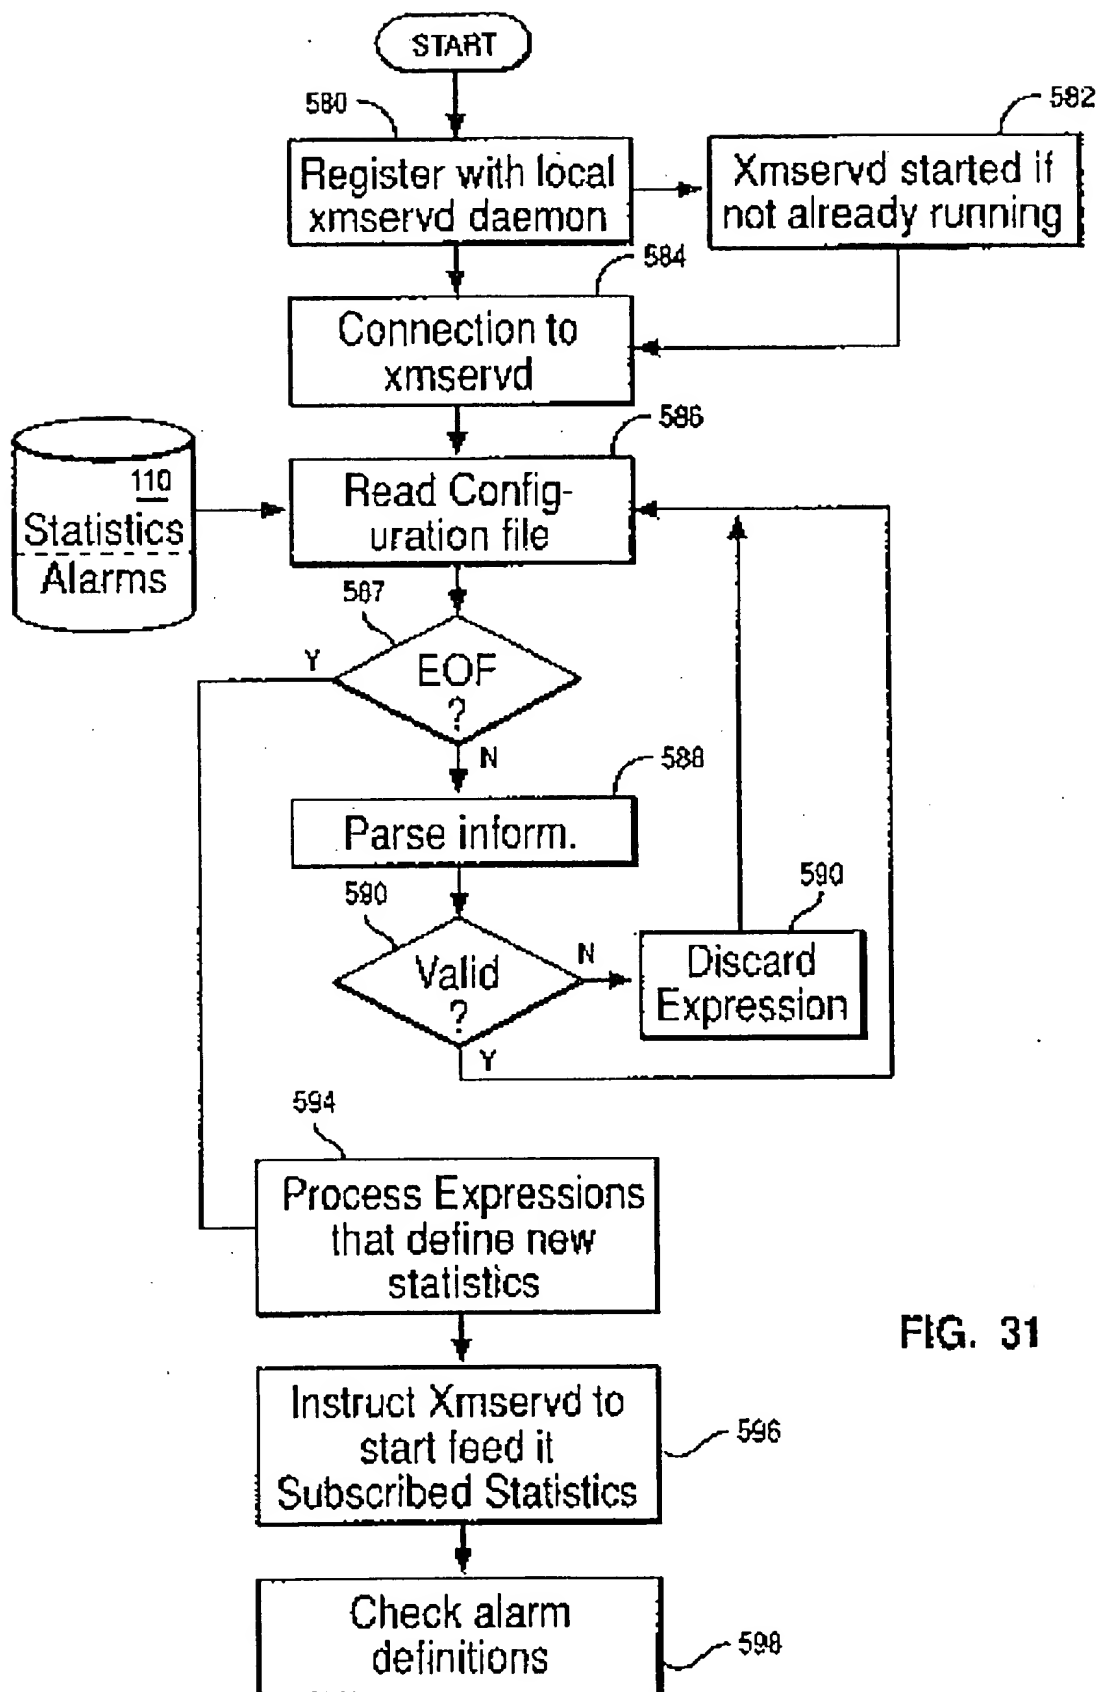 START
580
Register with local
xmservd daemon
582
Xmservd started if
not already running
584
Connection to
xmservd
586
Read Config-
uration file
110
Statistics
Alarms
587
EOF
?
Y
N
588
Parse inform.
590
Valid
?
N
Y
590
Discard
Expression
594
Process Expressions
that define new
statistics
FIG. 31
Instruct Xmservd to
start feed it
Subscribed Statistics
596
Check alarm
definitions
598